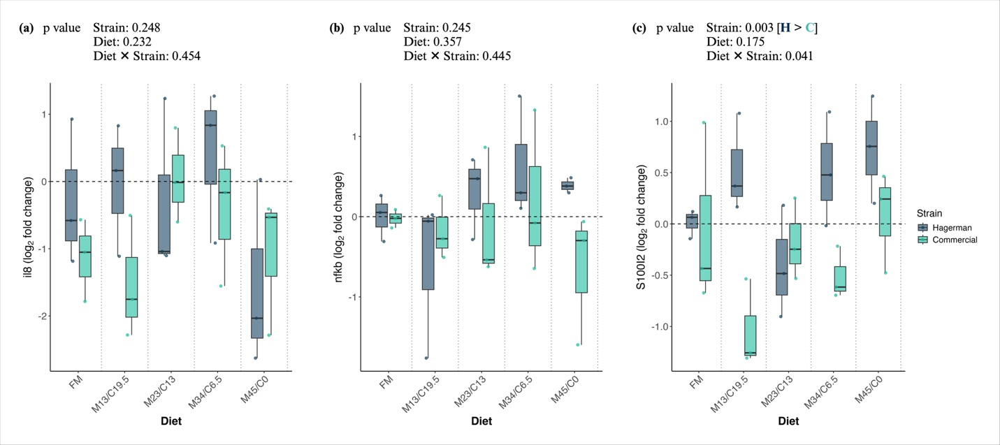 (a) p value Strain: 0.248
Diet: 0.232
Diet ✕ Strain: 0.454
il8 (log2 fold change)
1
0
-1
-2
FM
M13/C19.5
M23/C13
M34/C6.5
M45/C0
Diet
(b) p value Strain: 0.245
Diet: 0.357
Diet ✕ Strain: 0.445
nfkb (log2 fold change)
1
0
-1
FM
M13/C19.5
M23/C13
M34/C6.5
M45/C0
Diet
(c) p value Strain: 0.003 [H > C]
Diet: 0.175
Diet ✕ Strain: 0.041
S100I2 (log2 fold change)
1.0
0.5
0.0
-0.5
-1.0
FM
M13/C19.5
M23/C13
M34/C6.5
M45/C0
Diet
Strain
Hagerman
Commercial